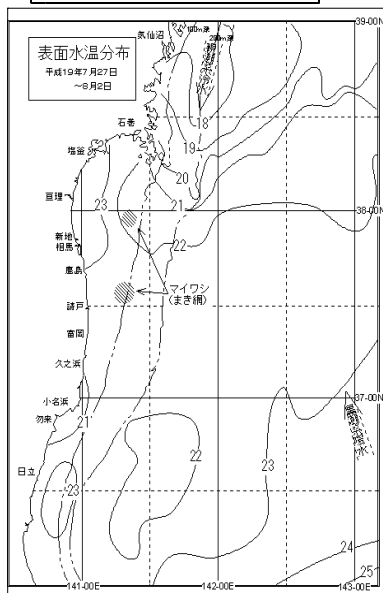 表面水温分布
平成19年7月27日
～8月2日
気仙沼
100m深
200m深
39-00N
石巻
塩釜
亘理
新地
相馬
鹿島
請戸
富岡
久之浜
小名浜
勿来
日立
18
19
20
21
22
23
38-00N
マイワシ
(まき網)
37-00N
21
22
23
23
24
25
141-00E
142-00E
143-00E